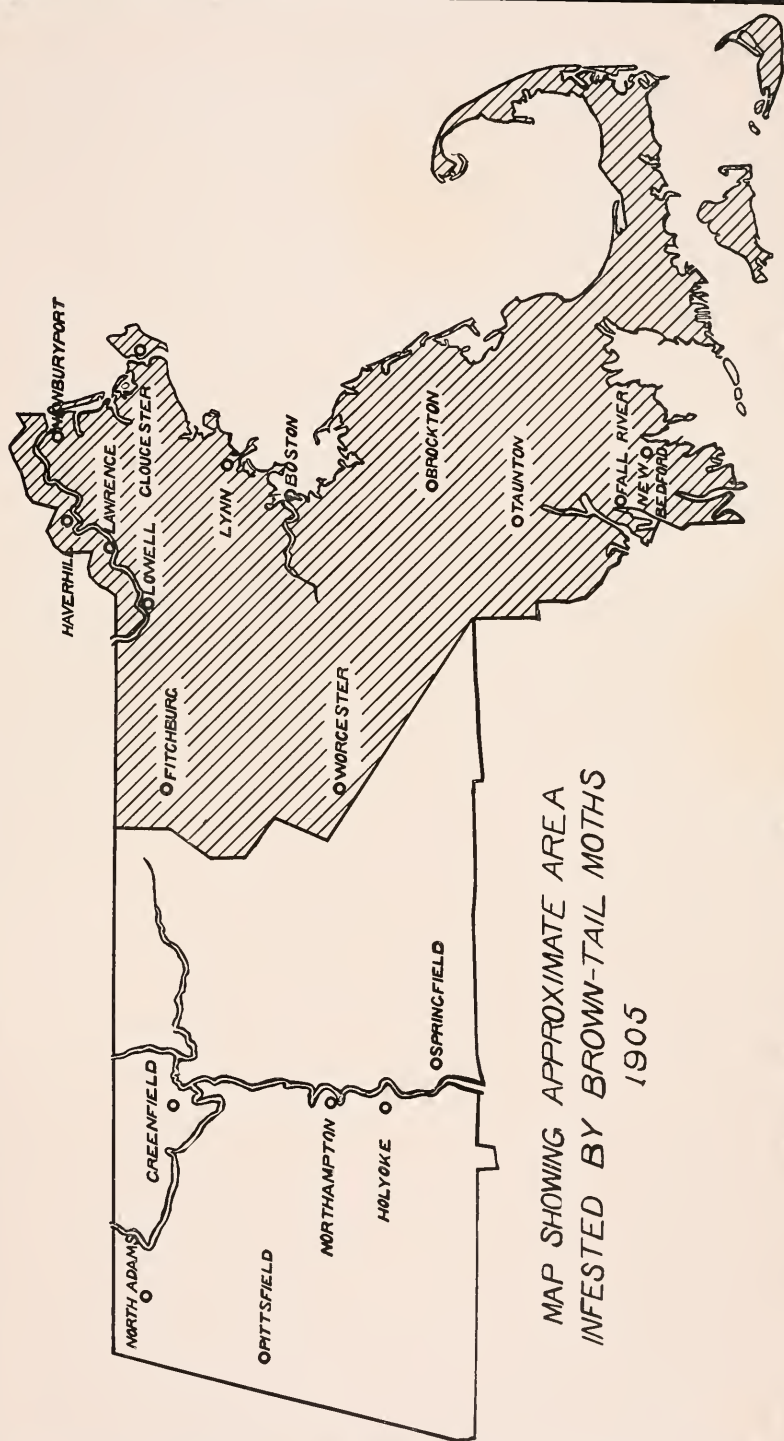 NEWBURYPORT
HAVERHILL
LAWRENCE
GLOUCESTER
LOWELL
LYNN
BOSTON
FITCHBURG
WORCESTER
BROCKTON
TAUNTON
FALL RIVER
NEW
BEDFORD
NORTH ADAMS
GREENFIELD
PITTSFIELD
NORTHAMPTON
HOLYOKE
SPRINGFIELD
MAP SHOWING APPROXIMATE AREA
INFESTED BY BROWN-TAIL MOTHS
1905